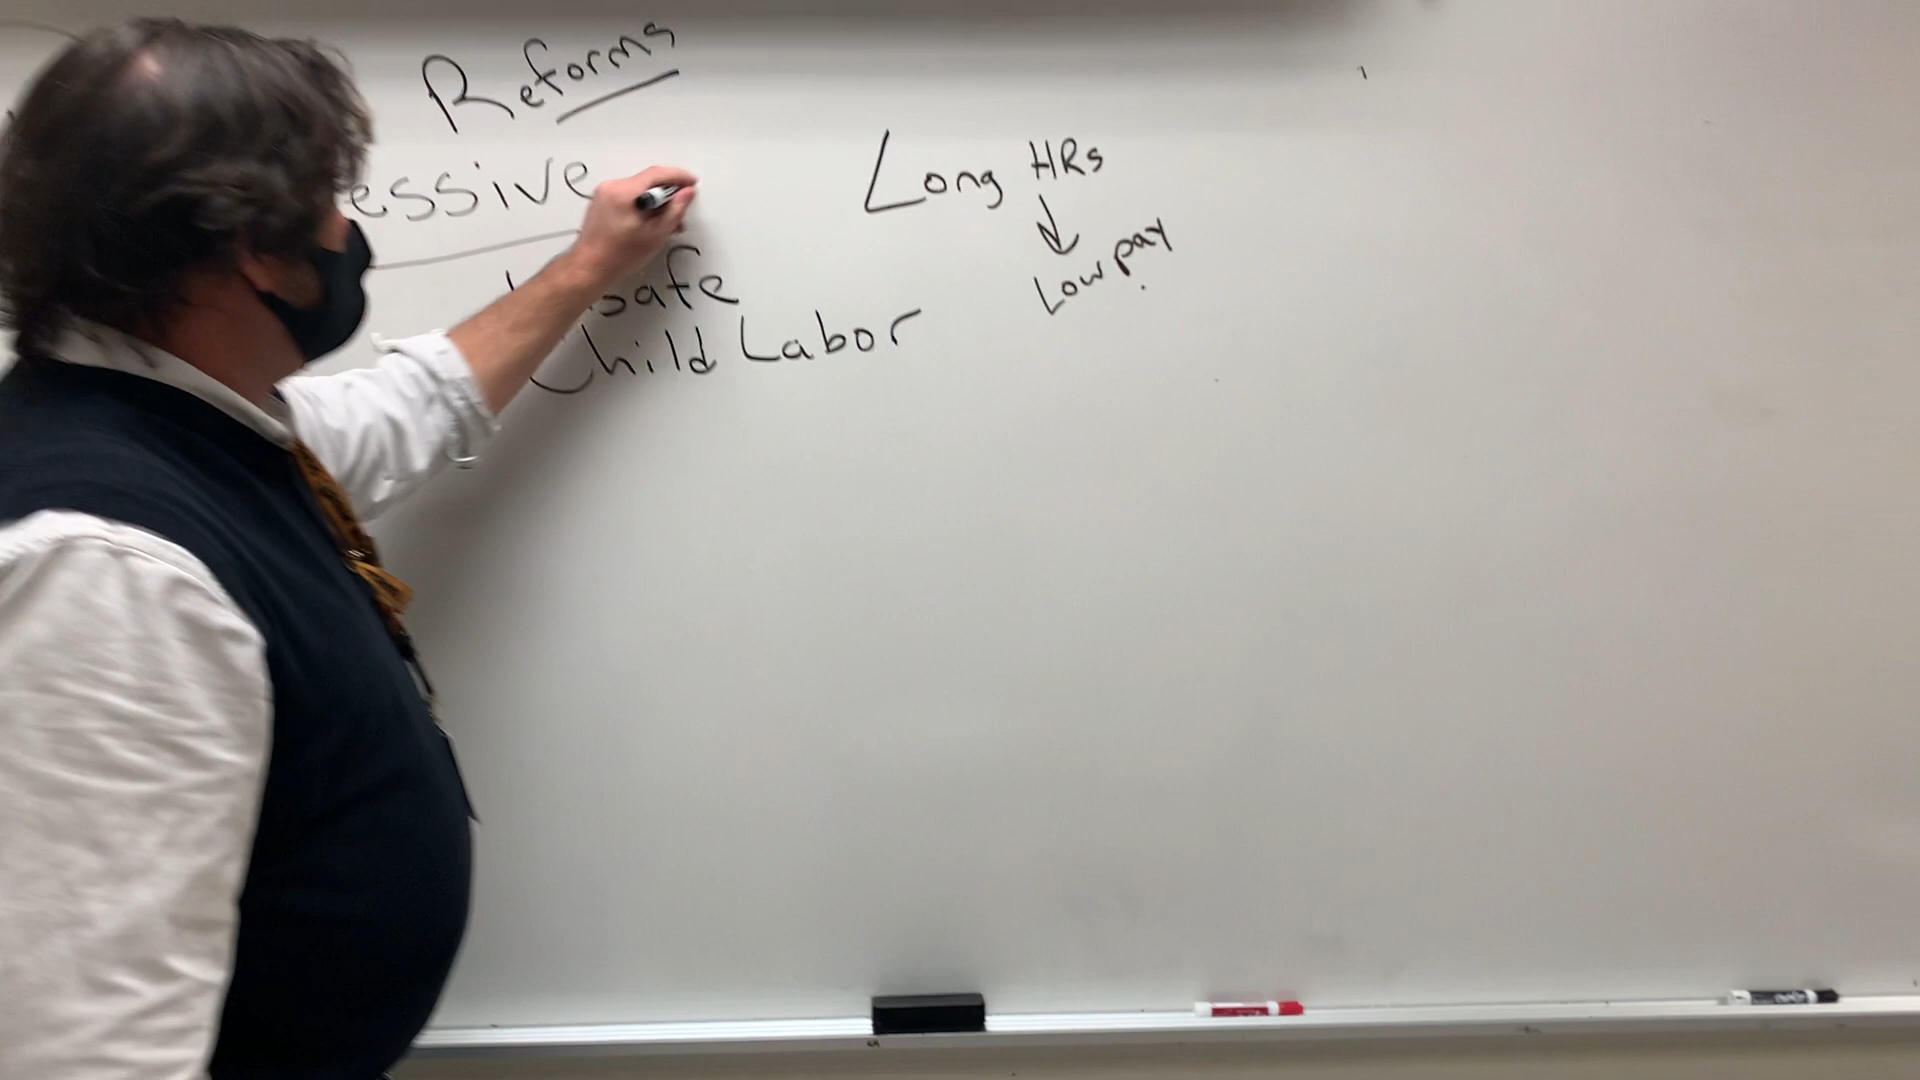 Reforms
essive
safe
Child Labor
Long HRs
Low pay